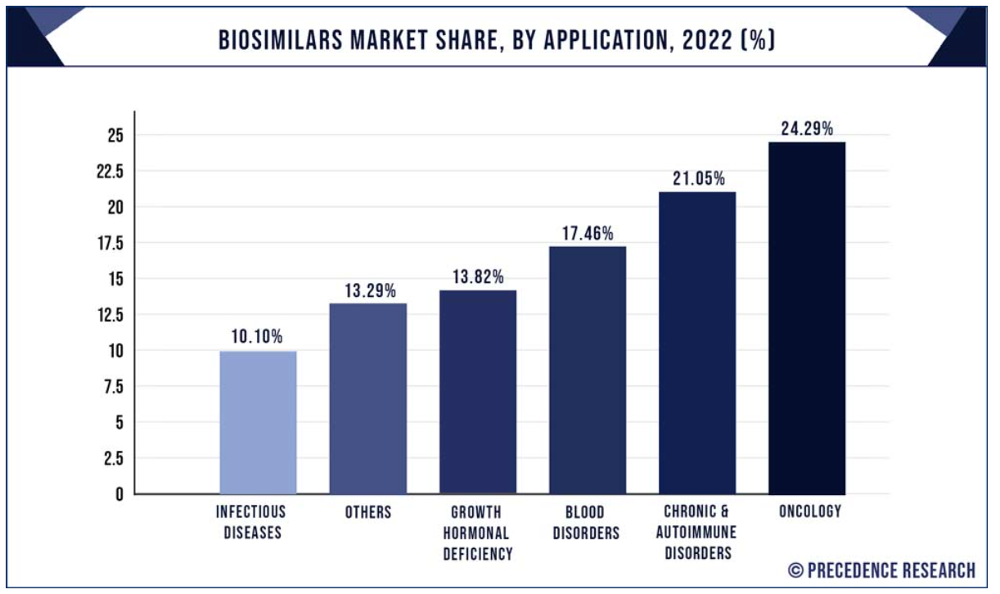 BIOSIMILARS MARKET SHARE, BY APPLICATION, 2022 (%)
25
22.5
20
17.5
15
12.5
10
7.5
5
2.5
0
10.10%
13.29%
13.82%
17.46%
21.05%
24.29%
INFECTIOUS
DISEASES
OTHERS
GROWTH
HORMONAL
DEFICIENCY
BLOOD
DISORDERS
CHRONIC &
AUTOIMMUNE
DISORDERS
ONCOLOGY
© PRECEDENCE RESEARCH